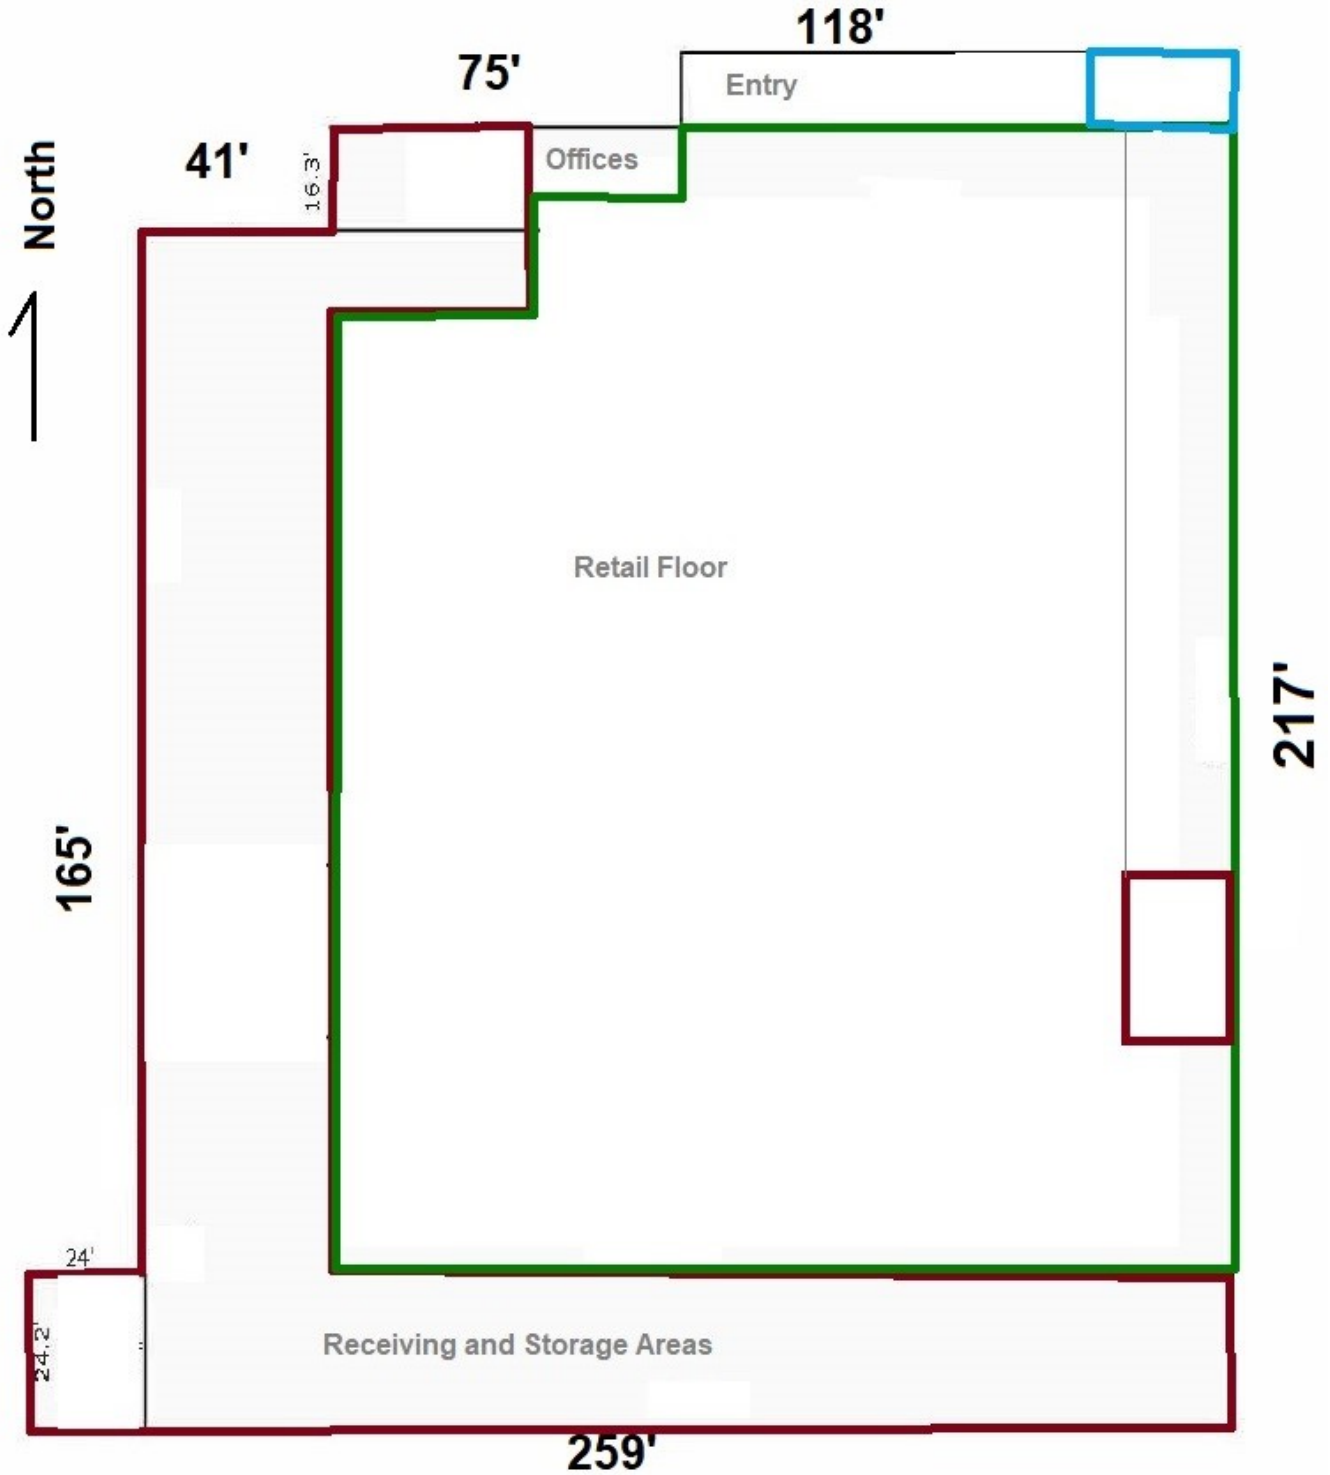 118'
75'
Entry
41'
16.3'
Offices
North
Retail Floor
217'
165'
24'
24.2'
Receiving and Storage Areas
259'